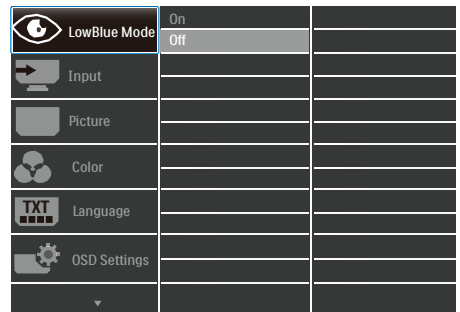 LowBlue Mode
On
Off
Input
Picture
Color
TXT
Language
OSD Settings